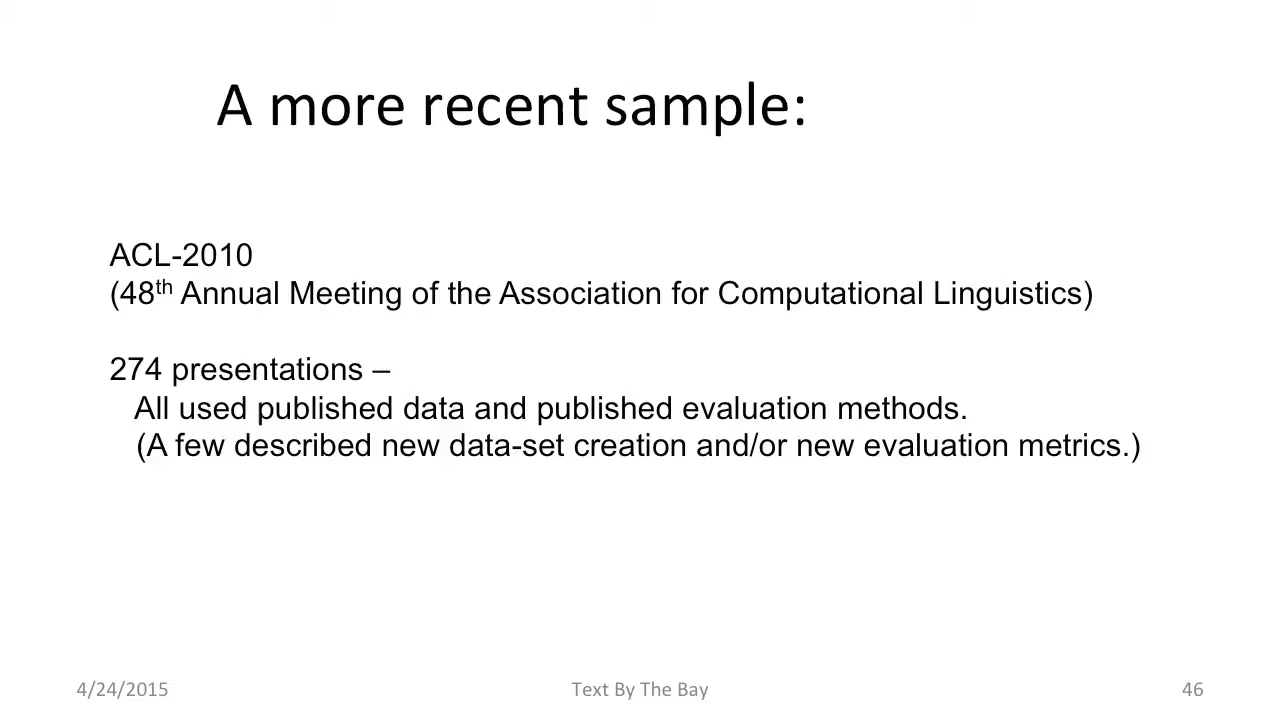 A more recent sample:
ACL-2010
(48th Annual Meeting of the Association for Computational Linguistics)
274 presentations –
All used published data and published evaluation methods.
(A few described new data-set creation and/or new evaluation metrics.)
4/24/2015
Text By The Bay
46